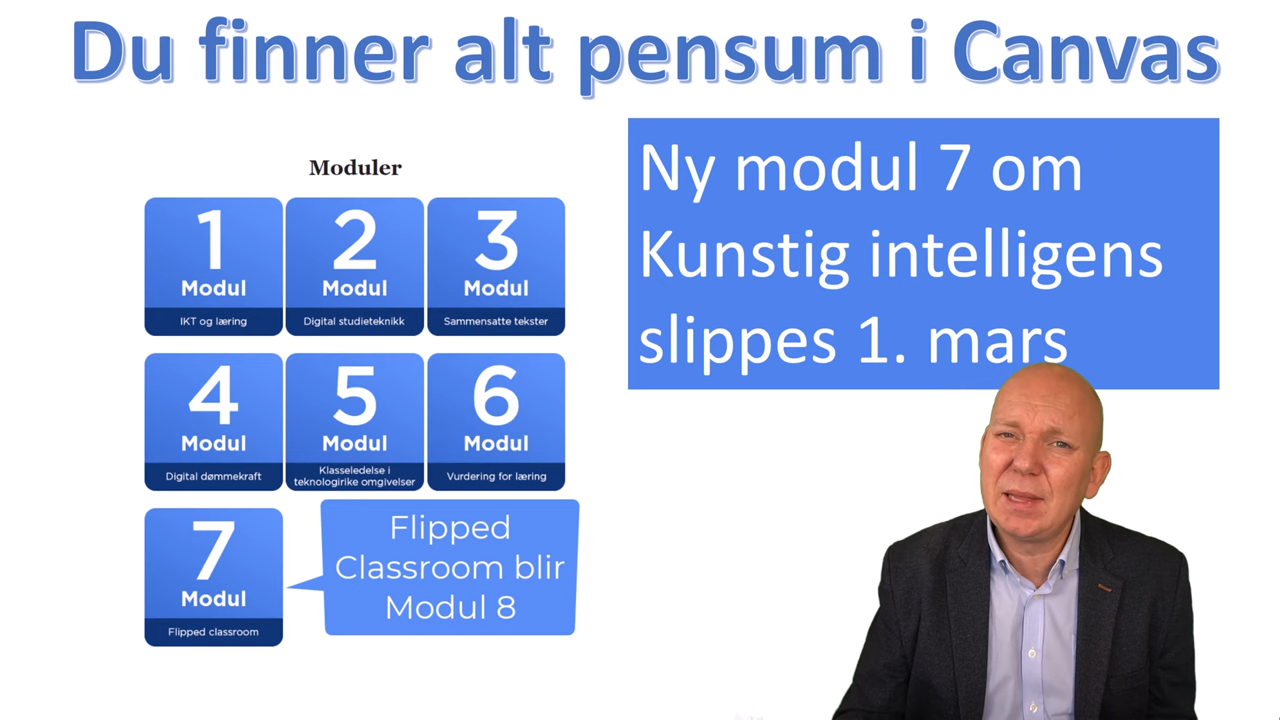 Du finner alt pensum i Canvas
Moduler
1
Modul
IKT og læring
2
Modul
Digital studieteknikk
3
Modul
Sammensatte tekster
4
Modul
Digital dømmekraft
5
Modul
Klasseledelse i
teknologirike omgivelser
6
Modul
Vurdering for læring
7
Modul
Flipped classroom
Flipped
Classroom blir
Modul 8
Ny modul 7 om
Kunstig intelligens
slippes 1. mars